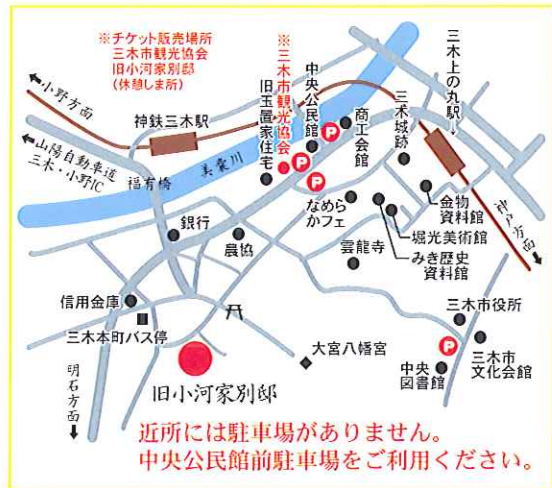 ※チケット販売場所
三木市観光協会
旧小河家別邸
(休憩しま所)
←小野方面
←山陽自動車道
三木・小野IC
神鉄三木駅
福有橋
美嚢川
旧玉置家住宅
※三木市観光協会
中央公民館
P
P
P
商工会館
三木城跡
三木上の丸駅
神戸方面→
金物
資料館
堀光美術館
みき歴史
資料館
なめら
かフェ
雲龍寺
銀行
農協
信用金庫
三木本町バス停
明石方面→
旧小河家別邸
大宮八幡宮
三木市役所
P
中央
図書館
三木市
文化会館
近所には駐車場がありません。
中央公民館前駐車場をご利用ください。